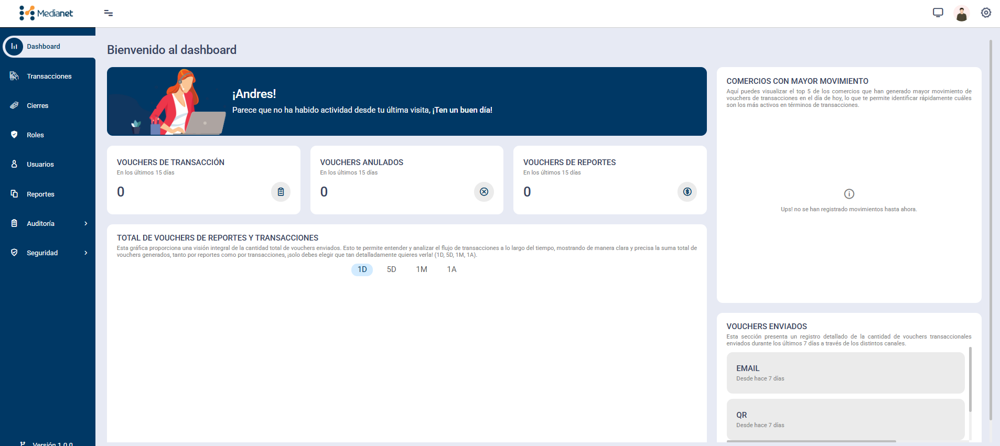 Medianet
Dashboard
Transacciones
Cierres
Roles
Usuarios
Reportes
Auditoría
Seguridad
Versión 1.0.0
Bienvenido al dashboard
¡Andres!
Parece que no ha habido actividad desde tu última visita, ¡Ten un buen día!
VOUCHERS DE TRANSACCIÓN
En los últimos 15 días
0
VOUCHERS ANULADOS
En los últimos 15 días
0
VOUCHERS DE REPORTES
En los últimos 15 días
0
TOTAL DE VOUCHERS DE REPORTES Y TRANSACCIONES
Esta gráfica proporciona una visión integral de la cantidad total de vouchers enviados. Esto te permite entender y analizar el flujo de transacciones a lo largo del tiempo, mostrando de manera clara y precisa la suma total de
vouchers generados, tanto por reportes como por transacciones, ¡solo debes elegir que tan detalladamente quieres verla! (1D, 5D, 1M, 1A).
1D 5D 1M 1A
COMERCIOS CON MAYOR MOVIMIENTO
Aquí puedes visualizar el top 5 de los comercios que han generado mayor movimiento de
vouchers de transacciones en el día de hoy, lo que te permite identificar rápidamente cuáles
son los más activos en términos de transacciones.
Ups! no se han registrado movimientos hasta ahora.
VOUCHERS ENVIADOS
Esta sección presenta un registro detallado de la cantidad de vouchers transaccionales
enviados durante los últimos 7 días a través de los distintos canales.
EMAIL
Desde hace 7 días
QR
Desde hace 7 días